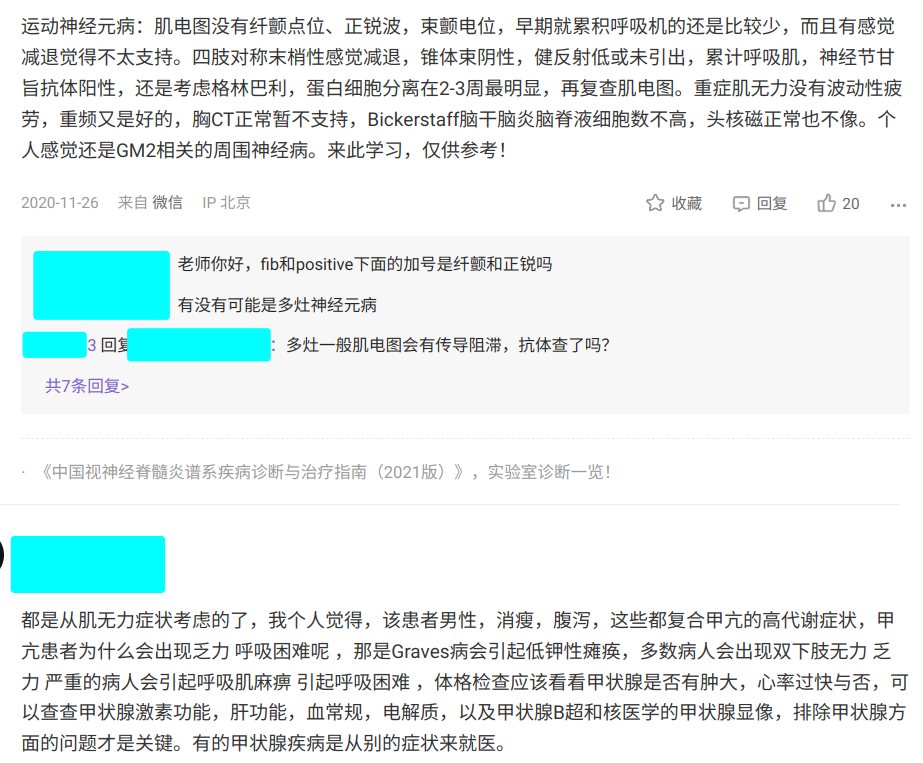 运动神经元病：肌电图没有纤颤点位、正锐波，束颤电位，早期就累积呼吸机的还是比较少，而且有感觉
减退觉得不太支持。四肢对称末梢性感觉减退，锥体束阴性，健反射低或未引出，累计呼吸肌，神经节甘
旨抗体阳性，还是考虑格林巴利，蛋白细胞分离在2-3周最明显，再复查肌电图。重症肌无力没有波动性疲
劳，重频又是好的，胸CT正常暂不支持，Bickerstaff脑干脑炎脑脊液细胞数不高，头核磁正常也不像。个
人感觉还是GM2相关的周围神经病。来此学习，仅供参考！
2020-11-26 来自 微信 IP 北京 收藏 回复 20
老师你好，fib和positive下面的加号是纤颤和正锐吗
有没有可能是多灶神经元病
3 回复 ：多灶一般肌电图会有传导阻滞，抗体查了吗？
共7条回复>
· 《中国视神经脊髓炎谱系疾病诊断与治疗指南（2021版）》，实验室诊断一览！
都是从肌无力症状考虑的了，我个人觉得，该患者男性，消瘦，腹泻，这些都复合甲亢的高代谢症状，甲
亢患者为什么会出现乏力 呼吸困难呢 ，那是Graves病会引起低钾性瘫痪，多数病人会出现双下肢无力 乏
力 严重的病人会引起呼吸肌麻痹 引起呼吸困难 ，体格检查应该看看甲状腺是否有肿大，心率过快与否，可
以查查甲状腺激素功能，肝功能，血常规，电解质，以及甲状腺B超和核医学的甲状腺显像，排除甲状腺方
面的问题才是关键。有的甲状腺疾病是从别的症状来就医。